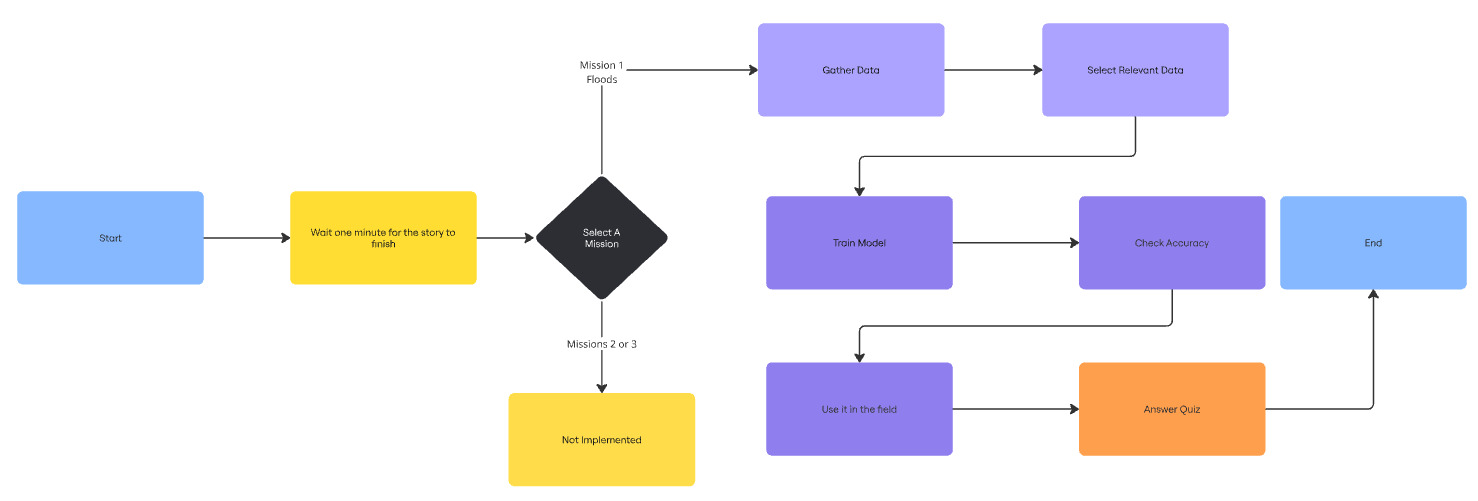 Mission 1
Floods
Gather Data
Select Relevant Data
Start
Wait one minute for the story to
finish
Select A
Mission
Train Model
Check Accuracy
End
Missions 2 or 3
Not Implemented
Use it in the field
Answer Quiz